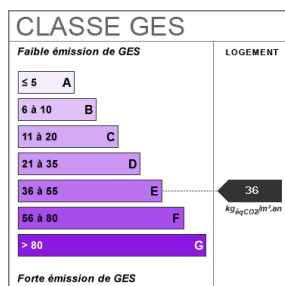 CLASSE GES
Faible émission de GES
LOGEMENT
≤ 5 A
6 à 10 B
11 à 20 C
21 à 35 D
36 à 55 E
36
kgéqCO2/m².an
56 à 80 F
> 80 G
Forte émission de GES